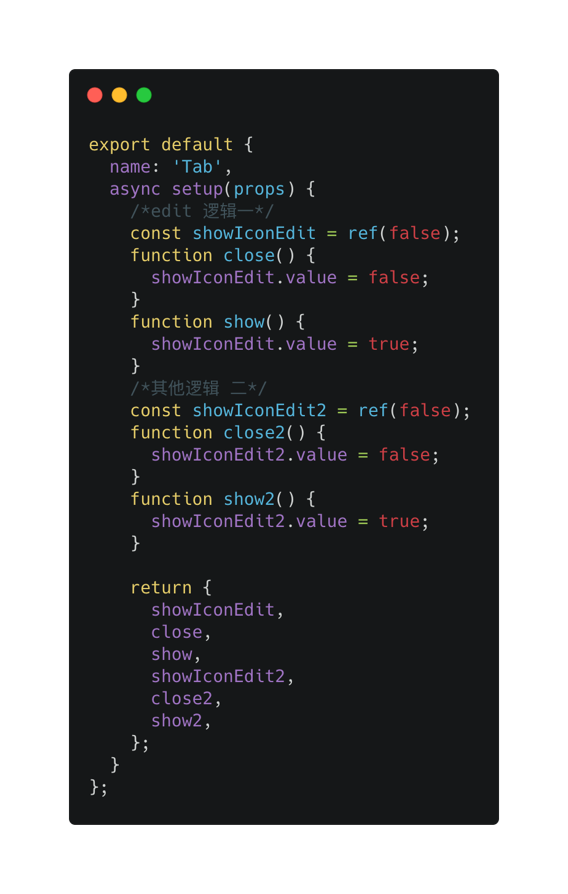 export default {
  name: 'Tab',
  async setup(props) {
    /*edit 逻辑一*/
    const showIconEdit = ref(false);
    function close() {
      showIconEdit.value = false;
    }
    function show() {
      showIconEdit.value = true;
    }
    /*其他逻辑 二*/
    const showIconEdit2 = ref(false);
    function close2() {
      showIconEdit2.value = false;
    }
    function show2() {
      showIconEdit2.value = true;
    }

    return {
      showIconEdit,
      close,
      show,
      showIconEdit2,
      close2,
      show2,
    };
  }
};